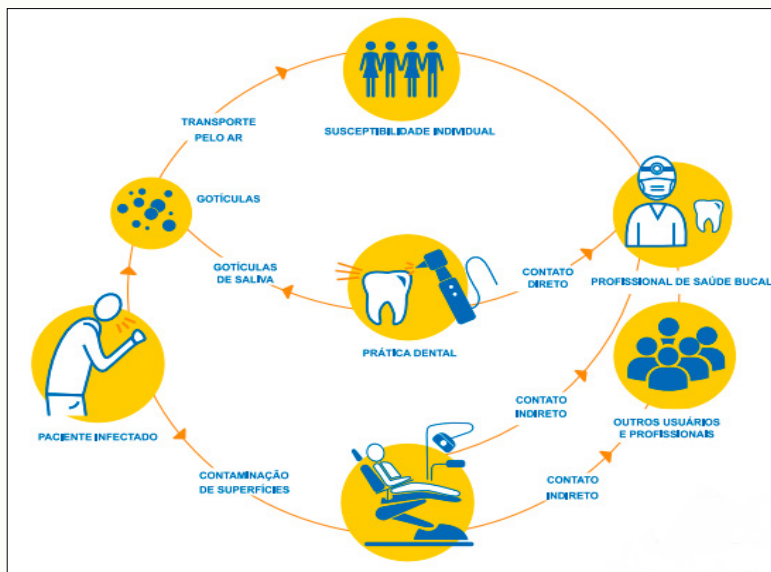 SUSCEPTIBILIDADE INDIVIDUAL
TRANSPORTE
PELO AR
GOTÍCULAS
GOTÍCULAS
DE SALIVA
PRÁTICA DENTAL
CONTATO
DIRETO
PROFISSIONAL DE SAÚDE BUCAL
PACIENTE INFECTADO
CONTAMINAÇÃO
DE SUPERFÍCIES
CONTATO
INDIRETO
CONTATO
INDIRETO
OUTROS USUÁRIOS
E PROFISSIONAIS